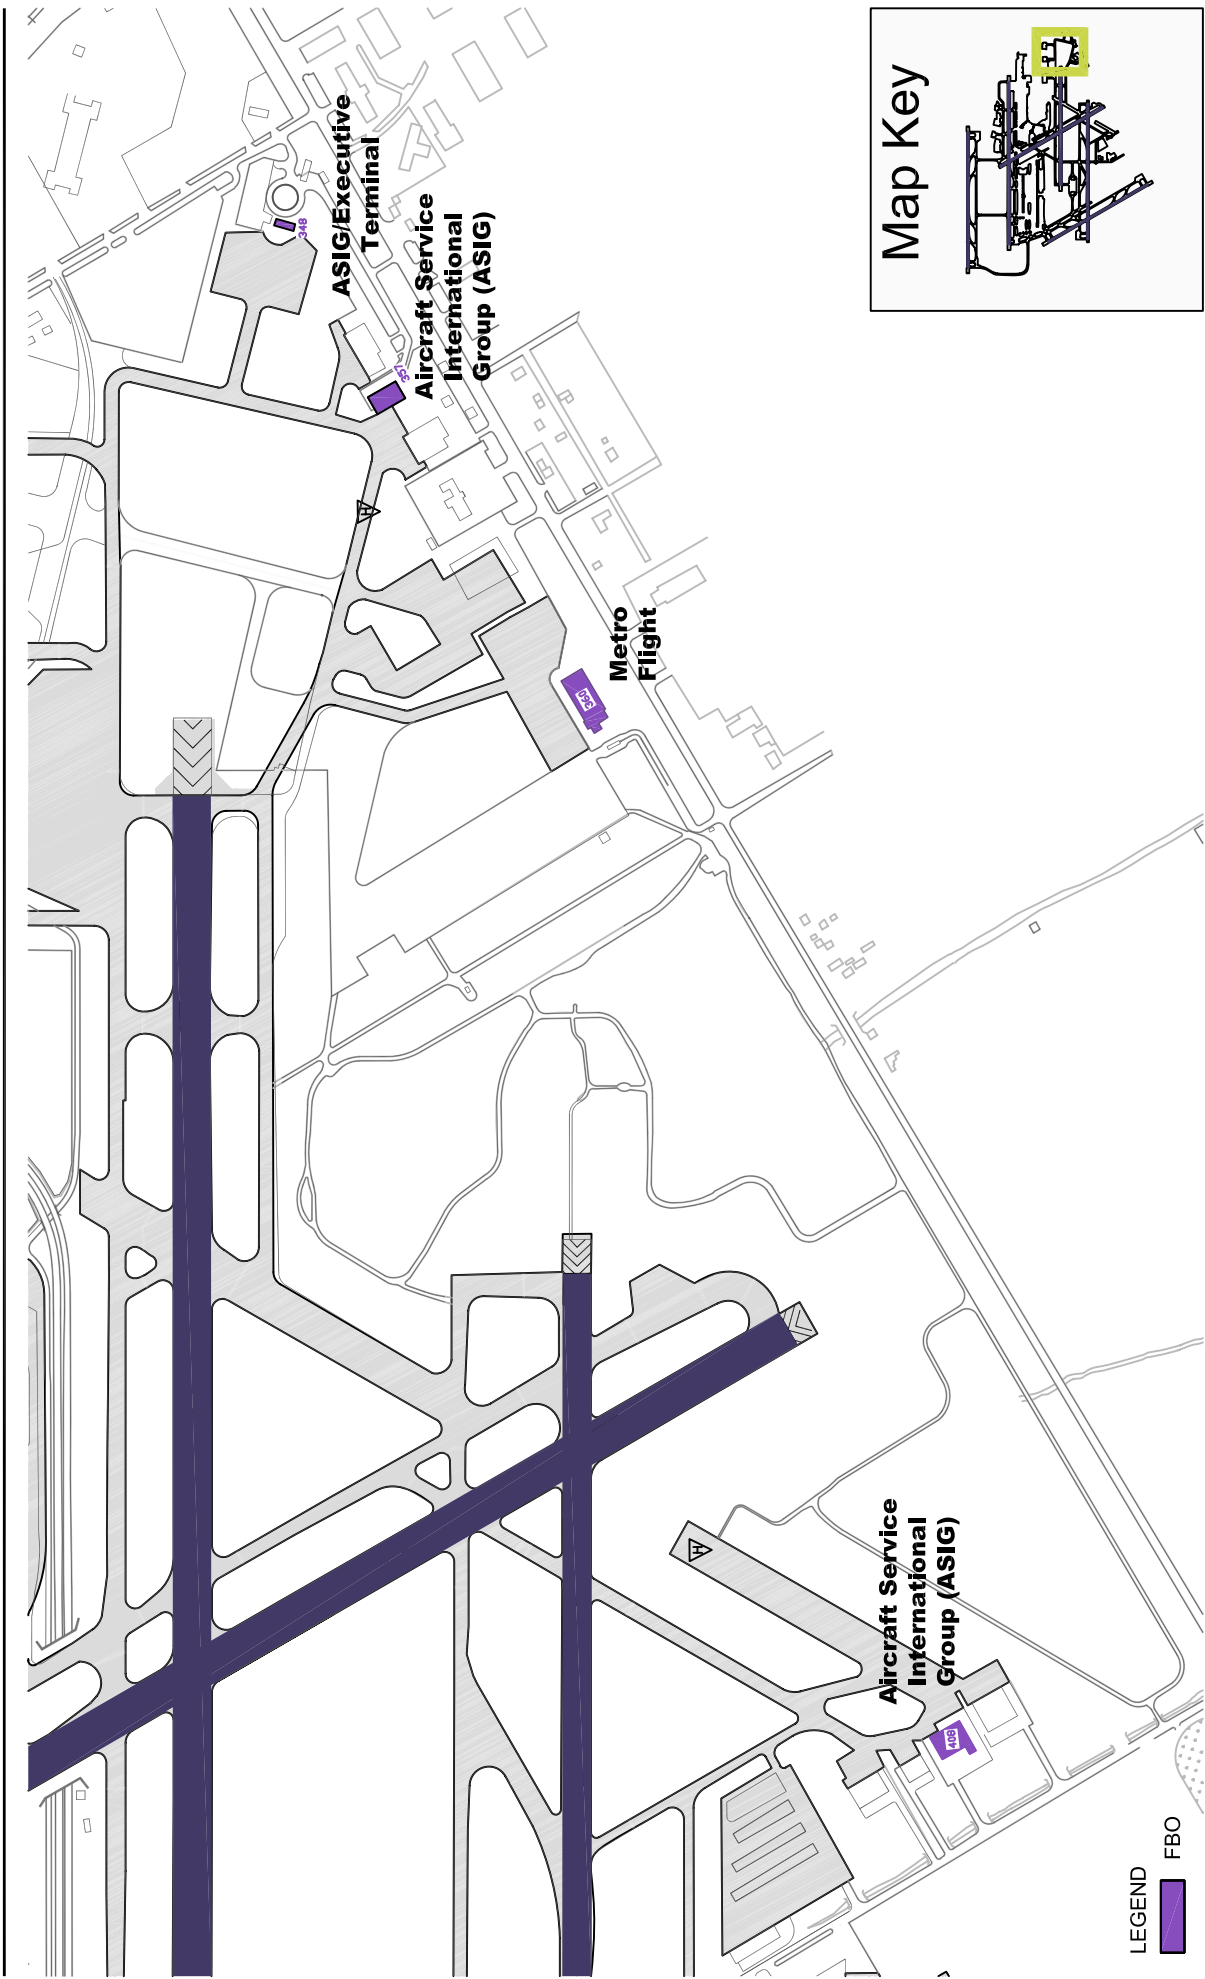 Map Key
ASIG/Executive
Terminal
348
Aircraft Service
International
Group (ASIG)
357
H
Metro
Flight
360
H
Aircraft Service
International
Group (ASIG)
408
LEGEND
FBO